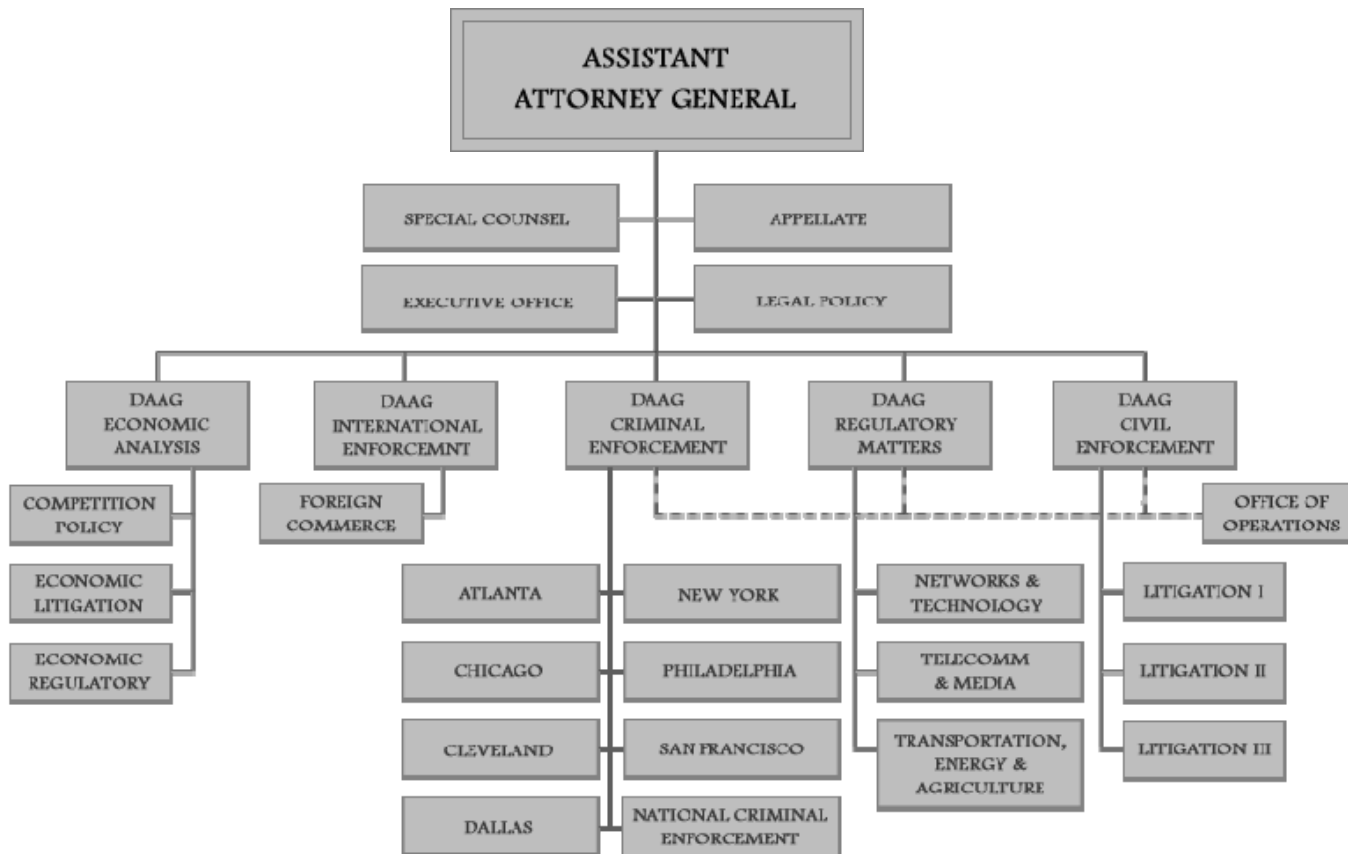 ASSISTANT
ATTORNEY GENERAL
SPECIAL COUNSEL
APPELLATE
EXECUTIVE OFFICE
LEGAL POLICY
DAAG
ECONOMIC
ANALYSIS
DAAG
INTERNATIONAL
ENFORCEMNT
DAAG
CRIMINAL
ENFORCEMENT
DAAG
REGULATORY
MATTERS
DAAG
CIVIL
ENFORCEMENT
COMPETITION
POLICY
FOREIGN
COMMERCE
OFFICE OF
OPERATIONS
ECONOMIC
LITIGATION
ATLANTA
NEW YORK
NETWORKS &
TECHNOLOGY
LITIGATION I
ECONOMIC
REGULATORY
CHICAGO
PHILADELPHIA
TELECOMM
& MEDIA
LITIGATION II
CLEVELAND
SAN FRANCISCO
TRANSPORTATION,
ENERGY &
AGRICULTURE
LITIGATION III
DALLAS
NATIONAL CRIMINAL
ENFORCEMENT